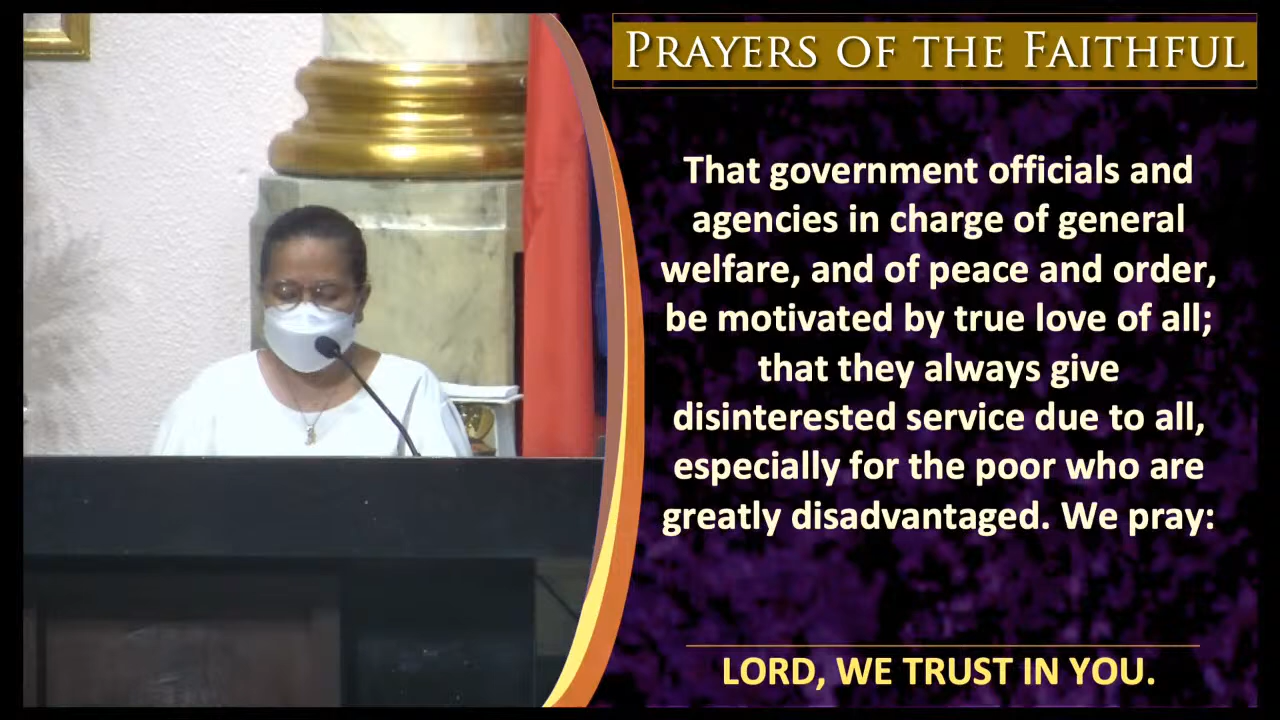 PRAYERS OF THE FAITHFUL
That government officials and
agencies in charge of general
welfare, and of peace and order,
be motivated by true love of all;
that they always give
disinterested service due to all,
especially for the poor who are
greatly disadvantaged. We pray:
LORD, WE TRUST IN YOU.